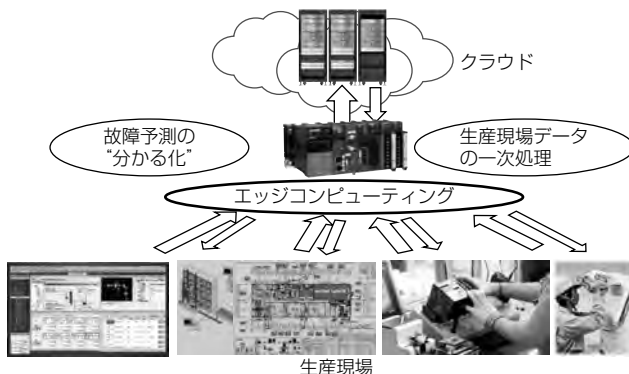 クラウド
故障予測の
“分かる化”
生産現場データ
の一次処理
エッジコンピューティング
生産現場